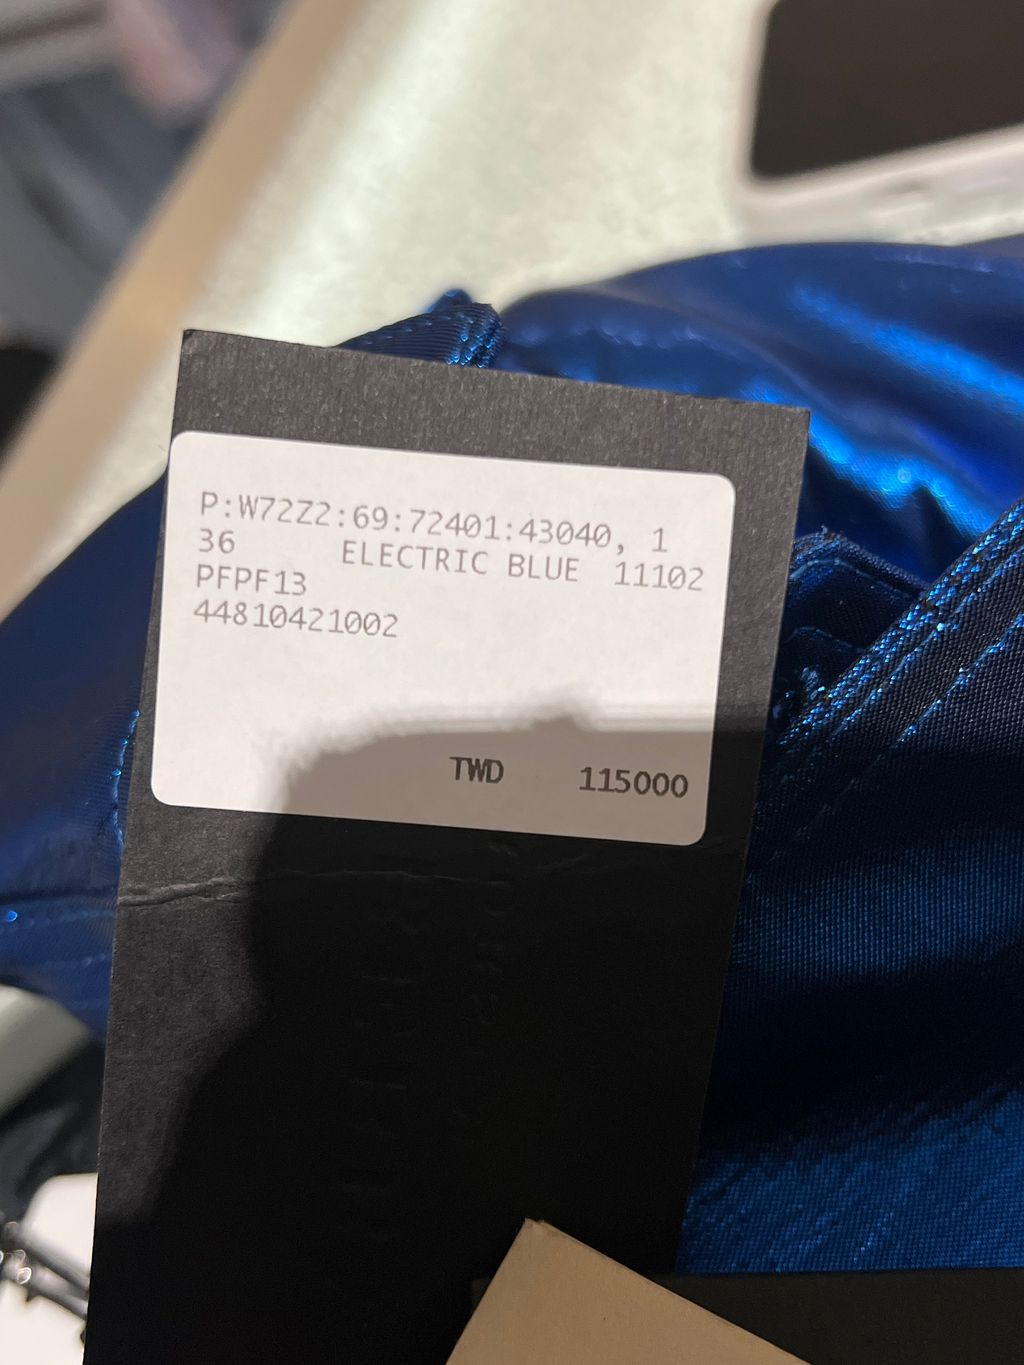 P:W72Z2:69:72401:43040, 1
36 ELECTRIC BLUE 11102
PFPF13
44810421002
TWD 115000